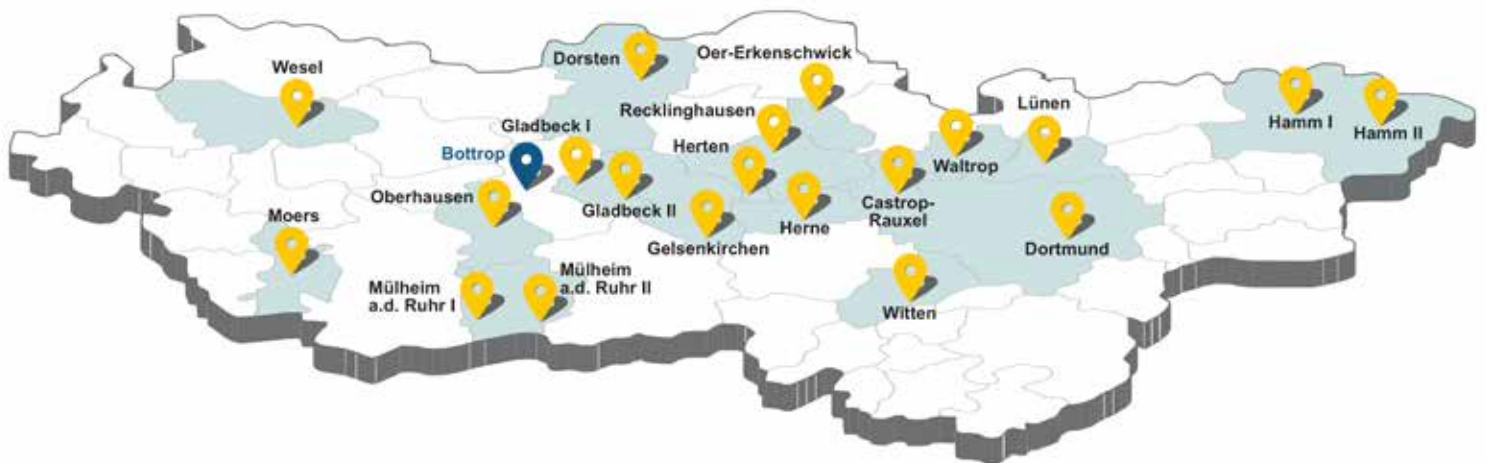 Dorsten
Oer-Erkenschwick
Wesel
Recklinghausen
Lünen
Gladbeck I
Hamm I
Hamm II
Bottrop
Herten
Waltrop
Oberhausen
Gladbeck II
Castrop-
Rauxel
Moers
Herne
Gelsenkirchen
Dortmund
Mülheim
a.d. Ruhr I
Mülheim
a.d. Ruhr II
Witten